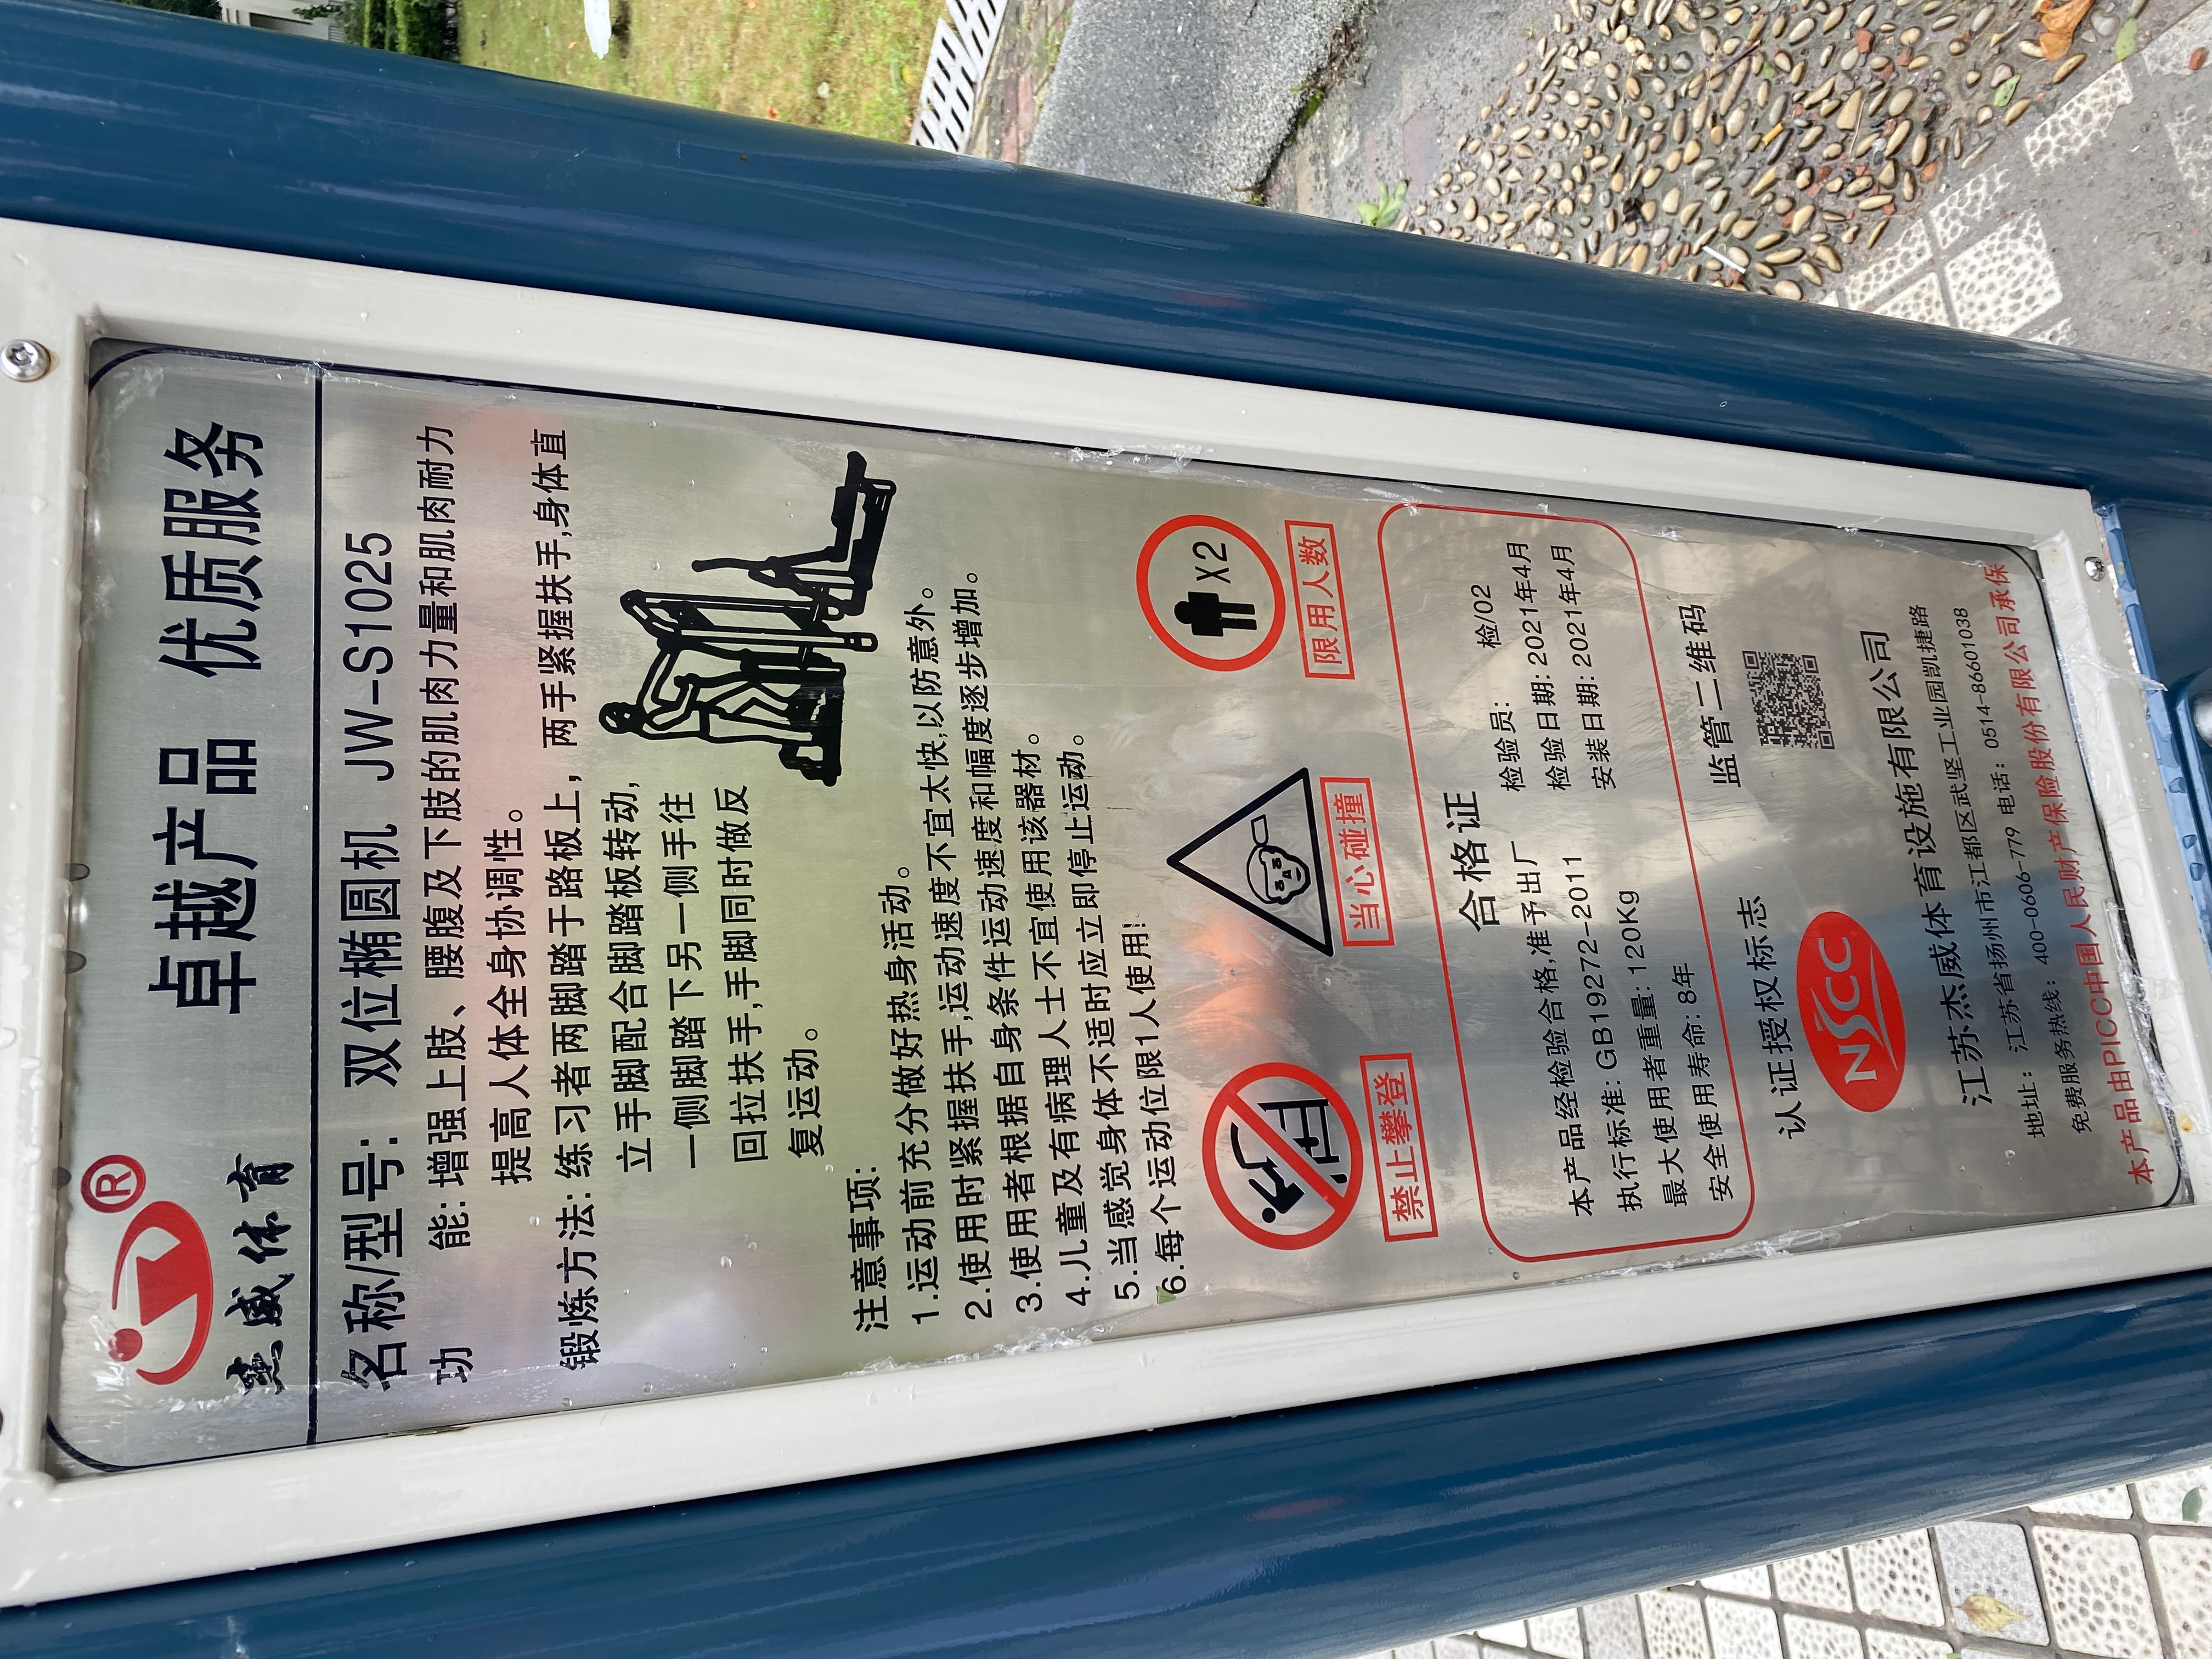 ®
杰威体育
卓越产品 优质服务
名称/型号: 双位椭圆机 JW-S1025
功 能: 增强上肢、腰腹及下肢的肌肉力量和肌肉耐力
提高人体全身协调性。
锻炼方法: 练习者两脚踏于路板上，两手紧握扶手,身体直
立手脚配合脚踏板转动,
一侧脚踏下另一侧手往
回拉扶手,手脚同时做反
复运动。
注意事项:
1.运动前充分做好热身活动。
2.使用时紧握扶手,运动速度不宜太快,以防意外。
3.使用者根据自身条件运动速度和幅度逐步增加。
4.儿童及有病理人士不宜使用该器材。
5.当感觉身体不适时应立即停止运动。
6.每个运动位限1人使用!
X2
禁止攀登
当心碰撞
限用人数
合格证
本产品经检验合格,准予出厂
执行标准: GB19272-2011
最大使用者重量: 120Kg
安全使用寿命: 8年
检验员: 检/02
检验日期: 2021年4月
安装日期: 2021年4月
认证授权标志
监管二维码
NSCC
江苏杰威体育设施有限公司
地址： 江苏省扬州市江都区武坚工业园凯捷路
免费服务热线： 400-0606-779 电话： 0514-86601038
本产品由PICC中国人民财产保险股份有限公司承保